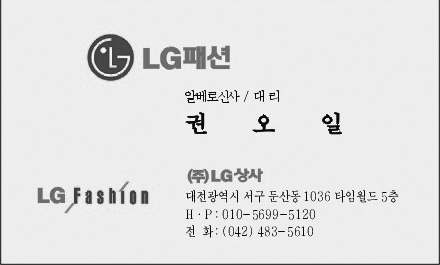 LG패션
알베로신사 / 대 리
권 오 일
LG Fashion
(주)LG상사
대전광역시 서구 둔산동 1036 타임월드 5층
H · P : 010-5699-5120
전 화 : (042) 483-5610